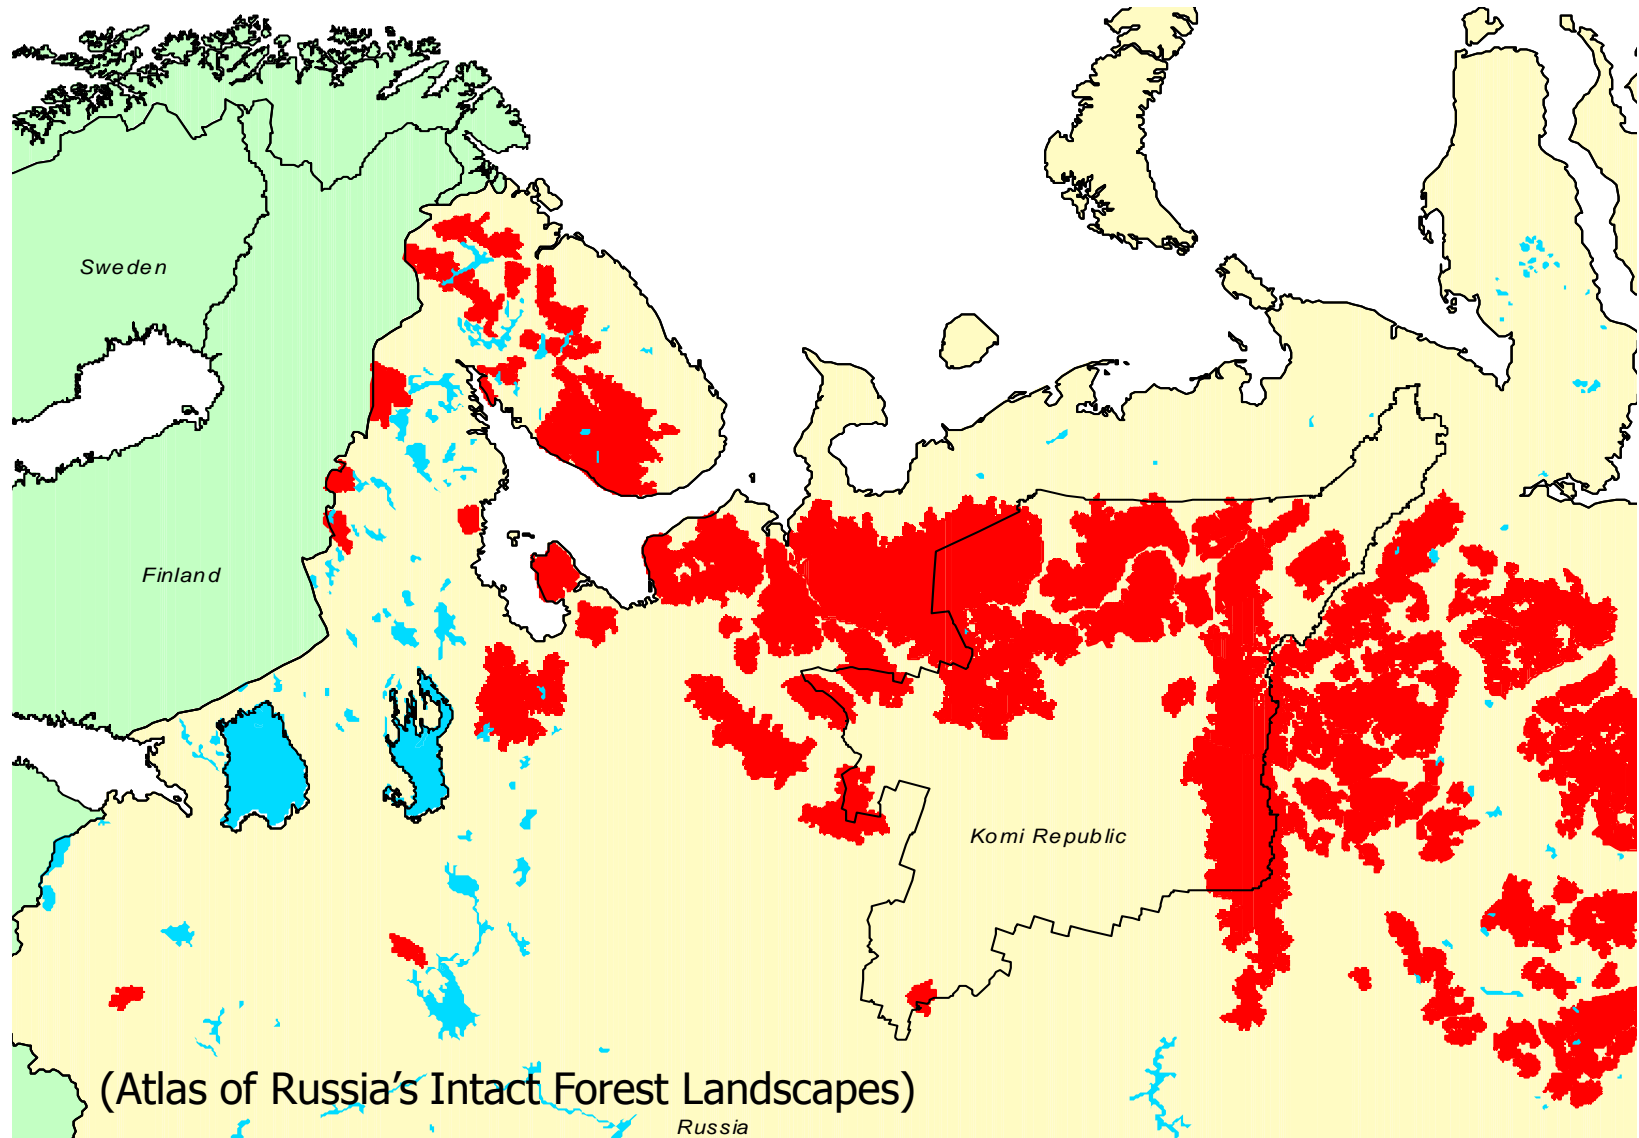 Sweden
Finland
Komi Republic
(Atlas of Russia’s Intact Forest Landscapes)
Russia